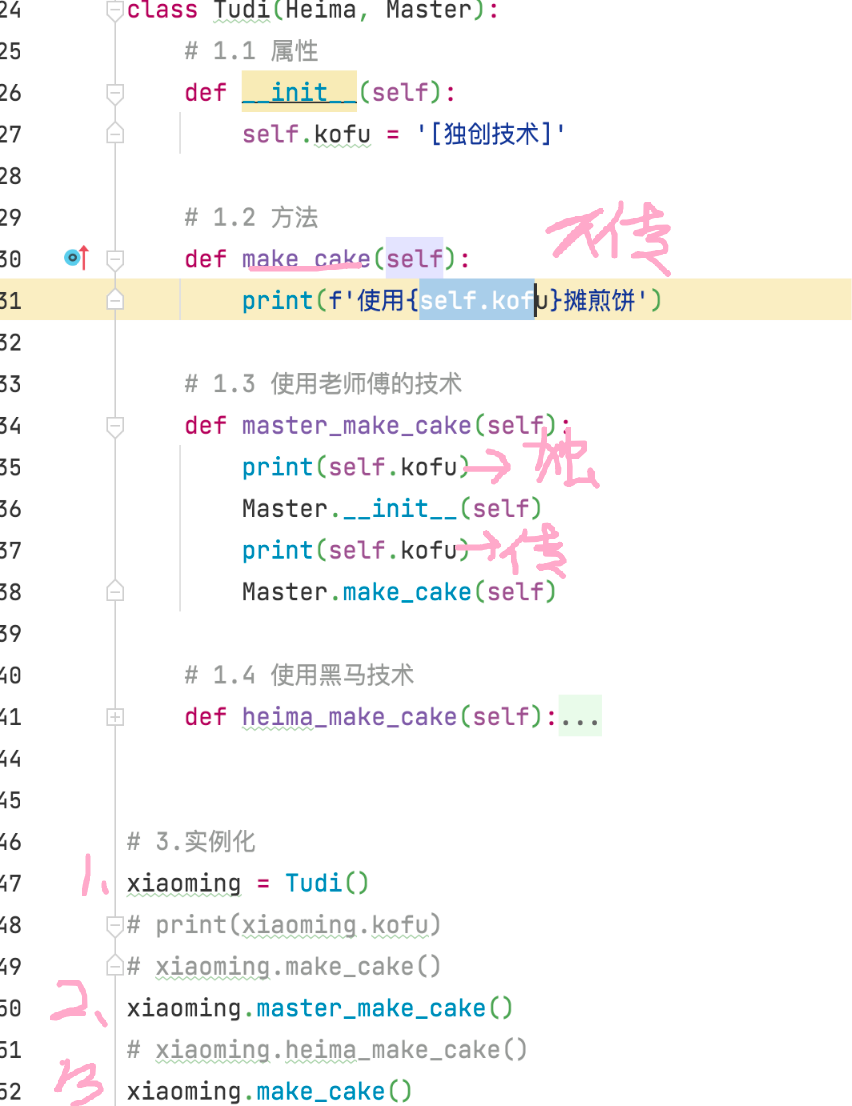 24 class Tudi(Heima, Master):
25 # 1.1 属性
26 def __init__(self):
27 self.kofu = '[独创技术]'
28
29 # 1.2 方法
不传
30 def make_cake(self):
31 print(f'使用{self.kofu}摊煎饼')
32
33 # 1.3 使用老师傅的技术
34 def master_make_cake(self):
35 print(self.kofu) → 独
36 Master.__init__(self)
37 print(self.kofu) → 传
38 Master.make_cake(self)
39
40 # 1.4 使用黑马技术
41 def heima_make_cake(self):...
44
45
46 # 3.实例化
1、
47 xiaoming = Tudi()
48 # print(xiaoming.kofu)
49 # xiaoming.make_cake()
2、
50 xiaoming.master_make_cake()
51 # xiaoming.heima_make_cake()
3
52 xiaoming.make_cake()